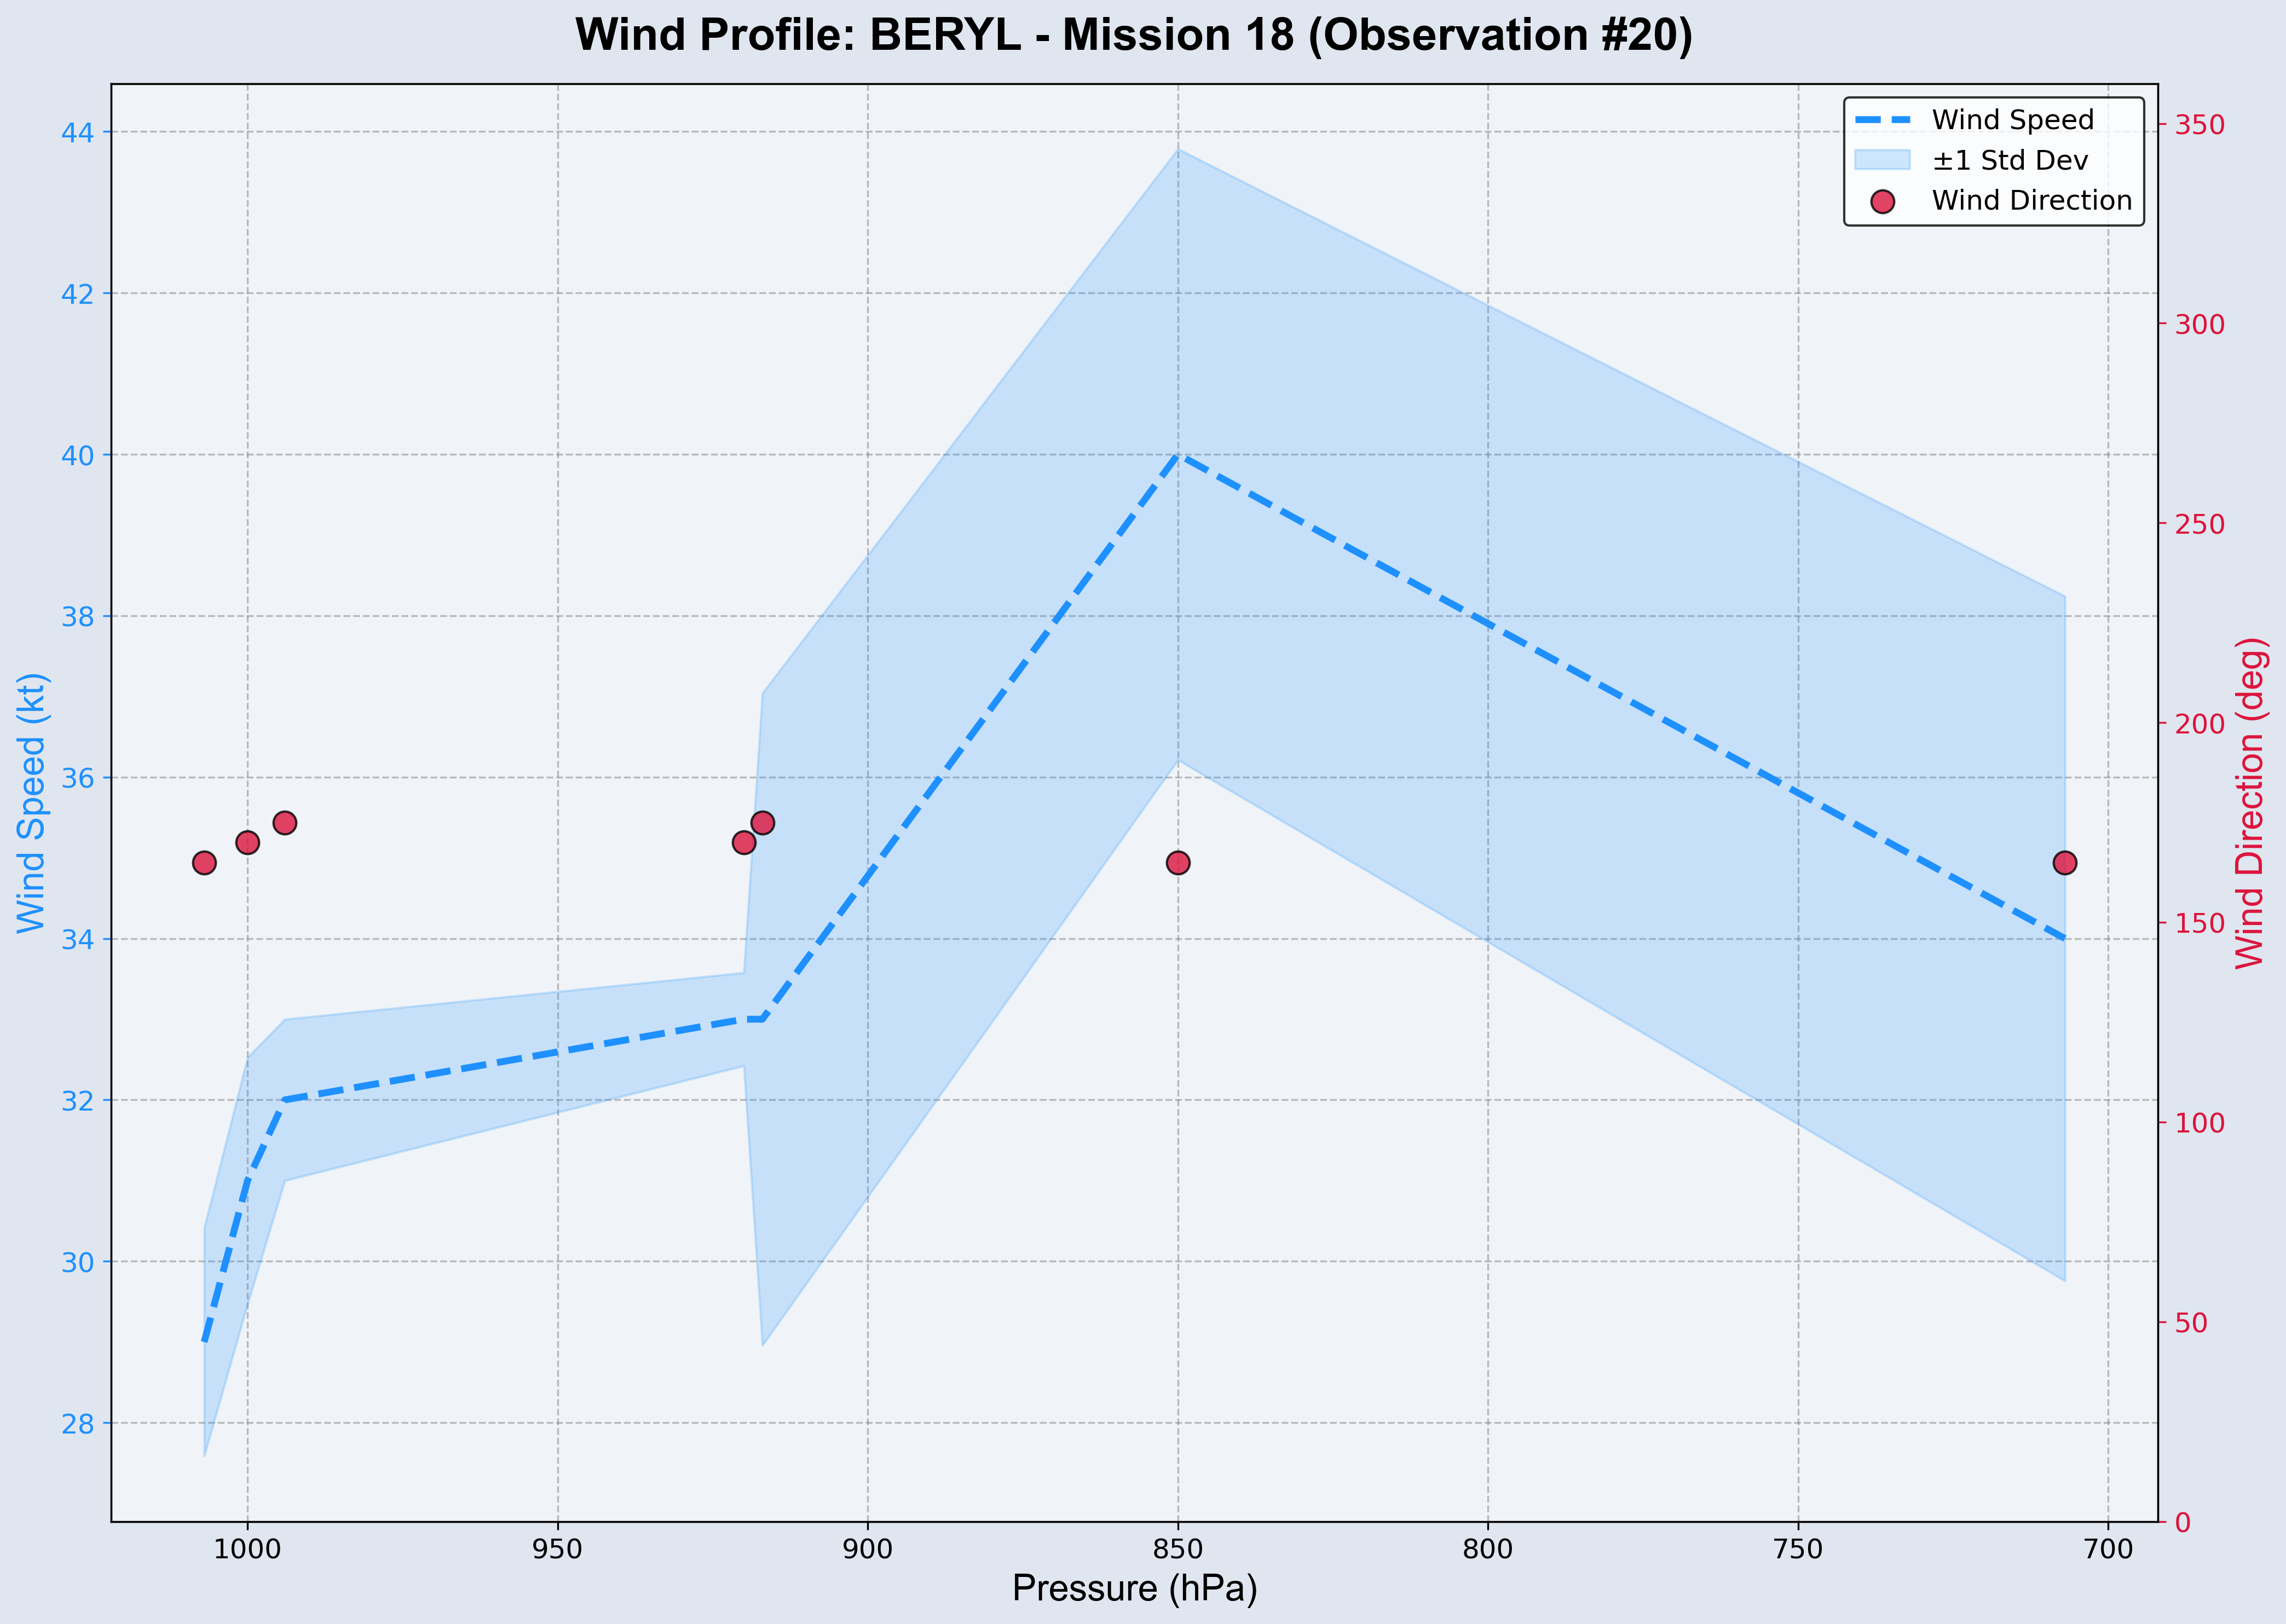 Wind Profile: BERYL - Mission 18 (Observation #20)
Wind Speed
±1 Std Dev
Wind Direction
44
42
40
38
36
34
32
30
28
Wind Speed (kt)
350
300
250
200
150
100
50
0
Wind Direction (deg)
1000 950 900 850 800 750 700
Pressure (hPa)